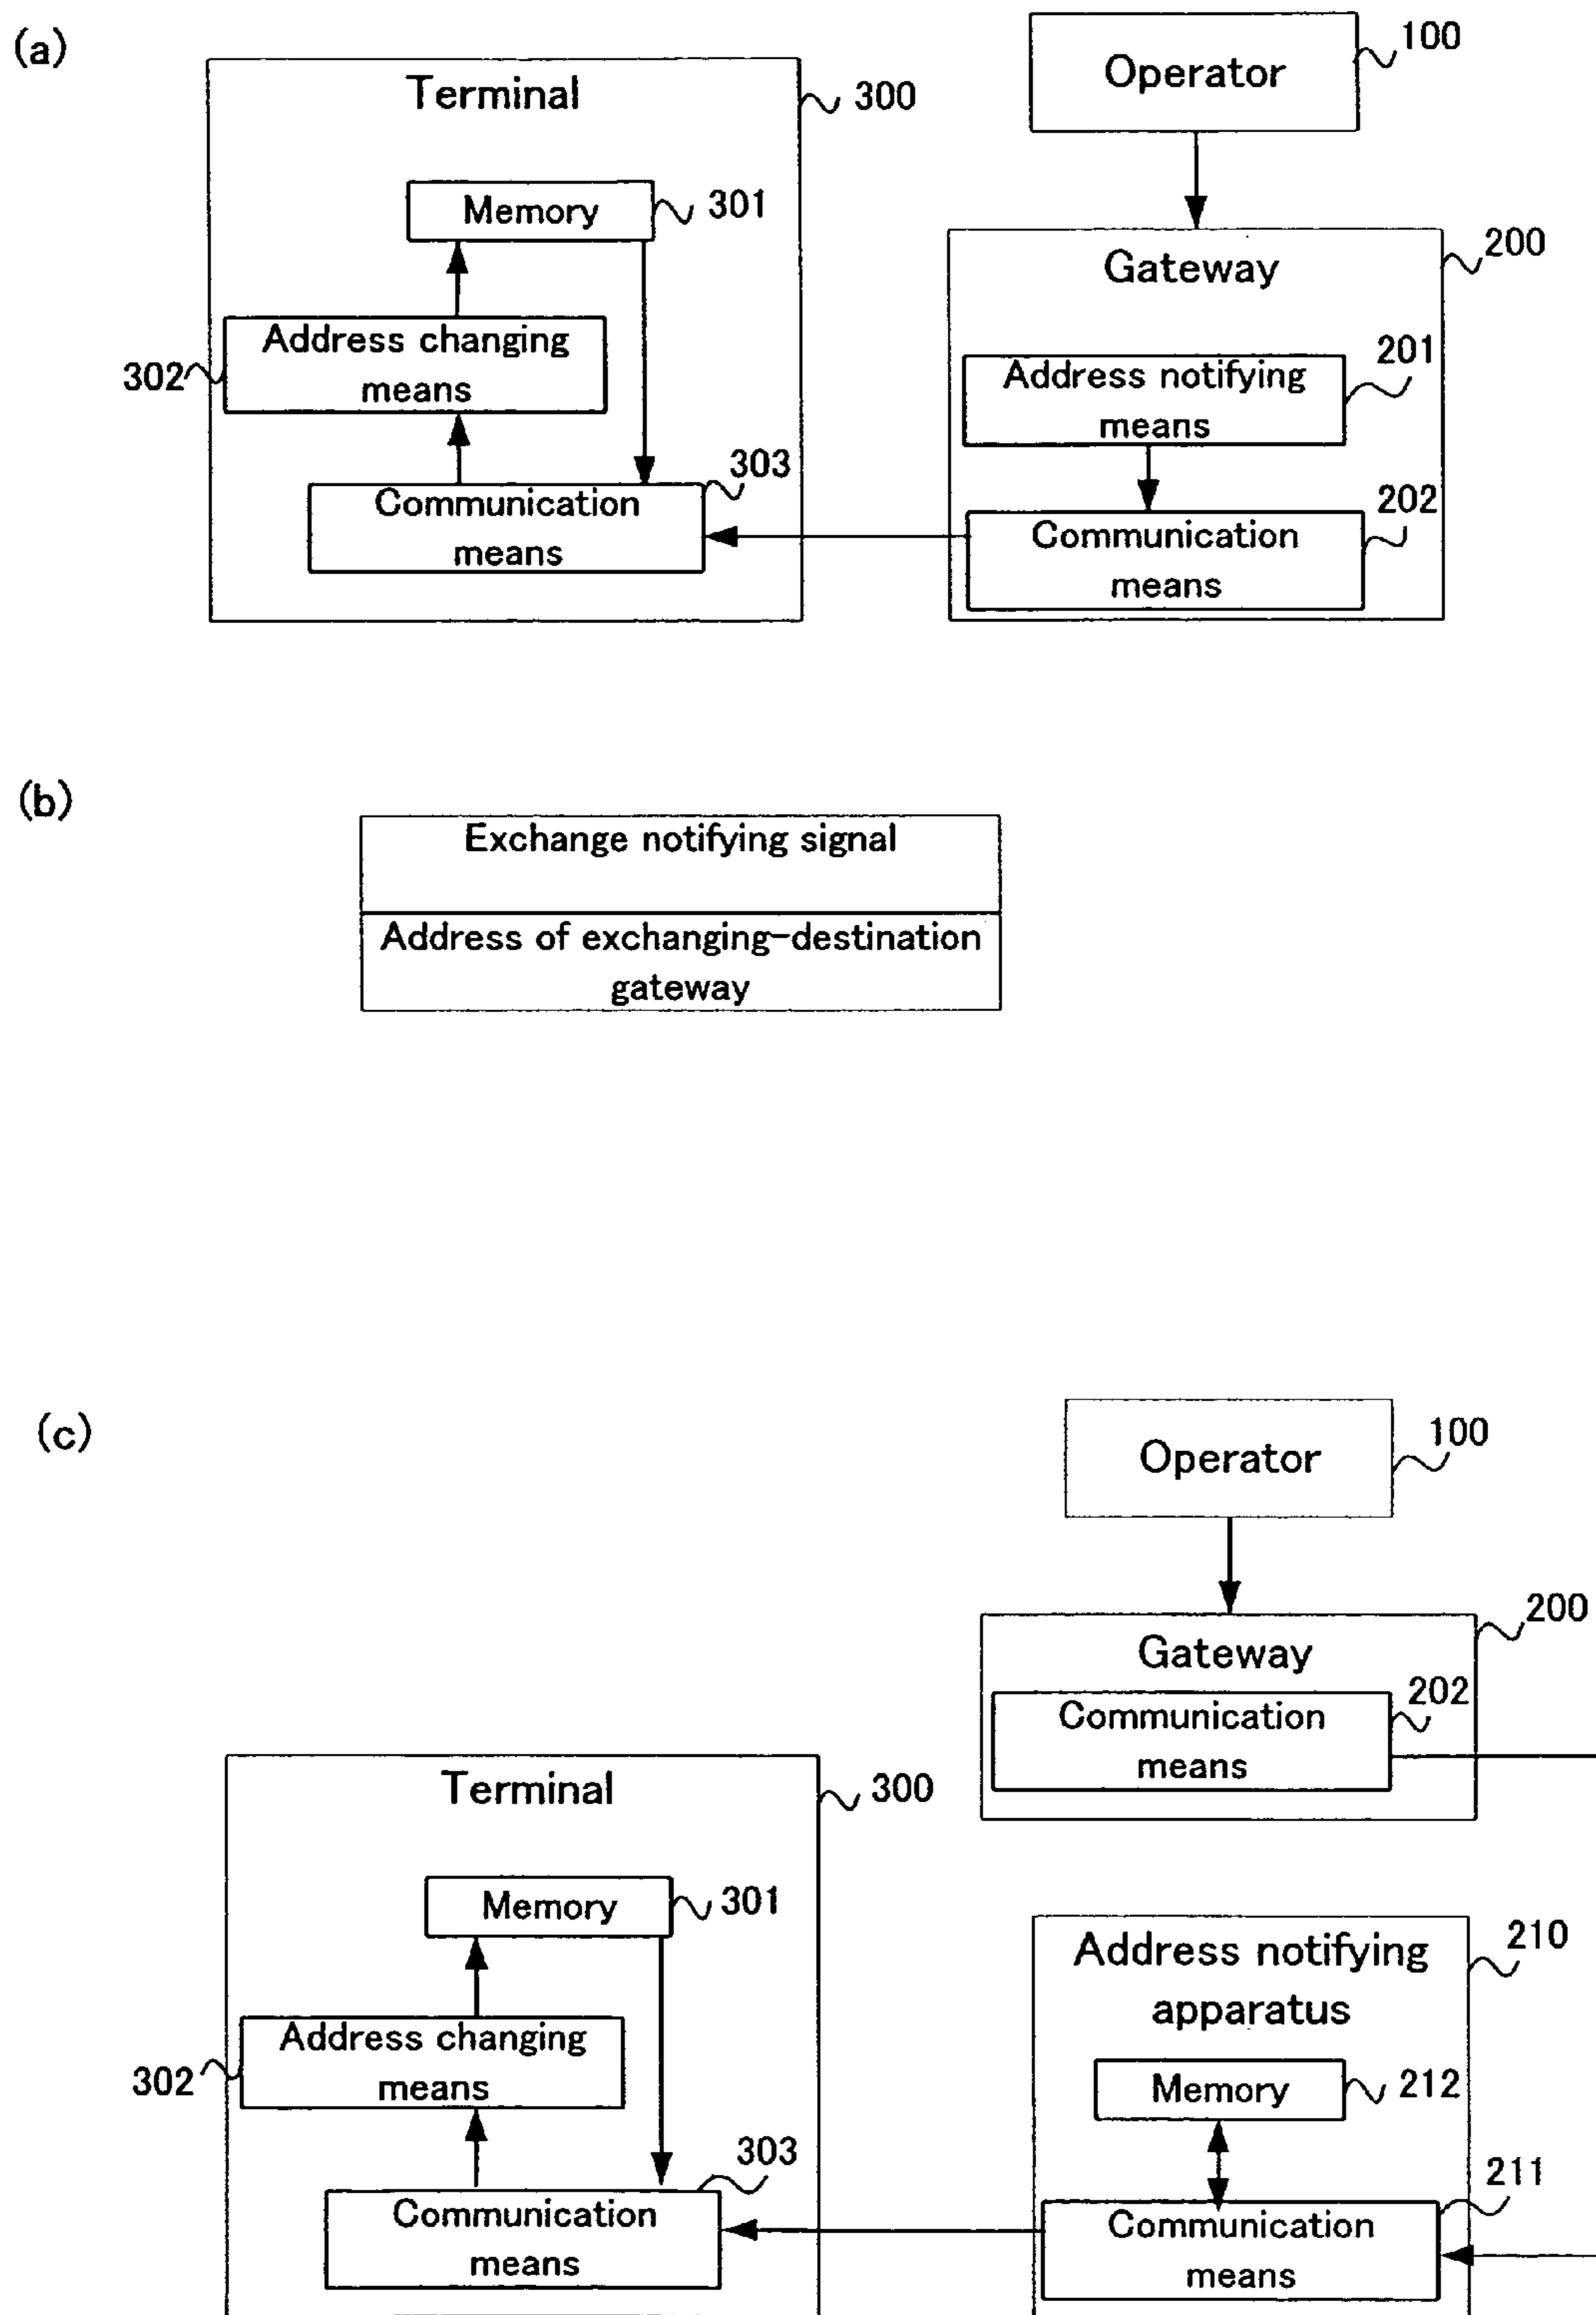 (a)
Operator
100
Terminal
300
Memory
301
Gateway
200
Address changing
means
302
Address notifying
means
201
303
Communication
means
202
Communication
means
(b)
Exchange notifying signal
Address of exchanging-destination
gateway
(c)
Operator
100
Gateway
200
Communication
means
202
Terminal
300
Memory
301
Address notifying
apparatus
210
Address changing
means
302
Memory
212
303
Communication
means
211
Communication
means